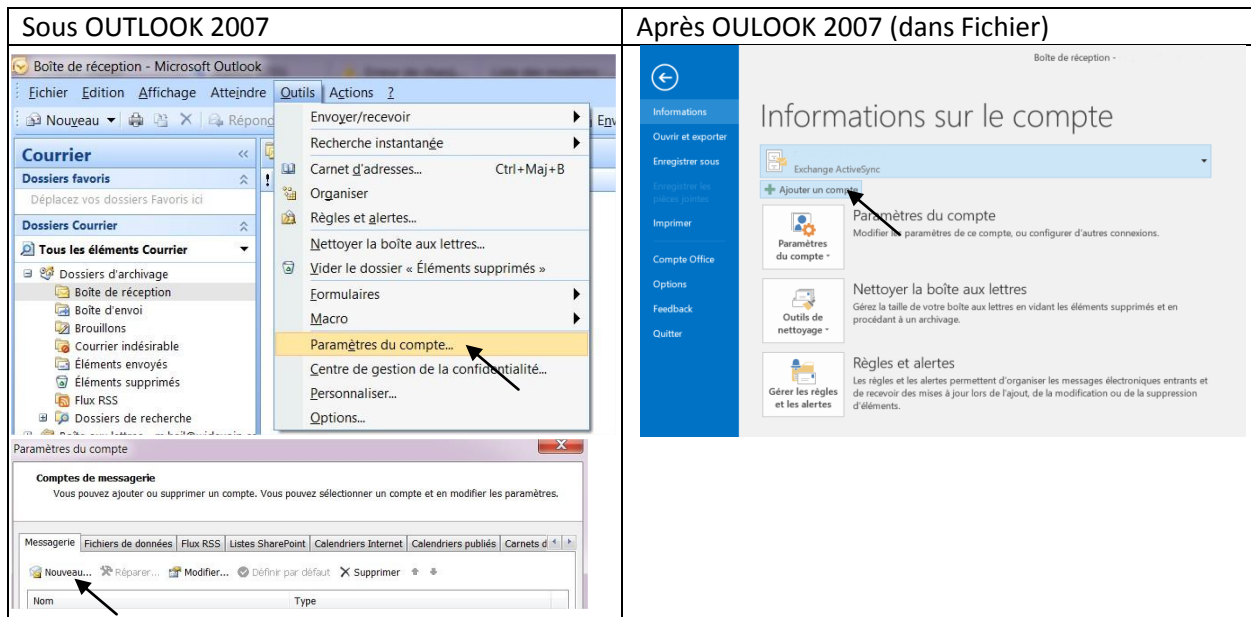 Sous OUTLOOK 2007
Après OULOOK 2007 (dans Fichier)
Boîte de réception - Microsoft Outlook
Fichier Edition Affichage Atteindre Outils Actions ?
Nouveau Répond
Envoyer/recevoir
Recherche instantanée
Carnet d'adresses... Ctrl+Maj+B
Organiser
Règles et alertes...
Nettoyer la boîte aux lettres...
Vider le dossier « Éléments supprimés »
Formulaires
Macro
Paramètres du compte...
Centre de gestion de la confidentialité...
Personnaliser...
Options...
Courrier
Dossiers favoris
Déplacez vos dossiers Favoris ici
Dossiers Courrier
Tous les éléments Courrier
Dossiers d'archivage
Boîte de réception
Boîte d'envoi
Brouillons
Courrier indésirable
Éléments envoyés
Éléments supprimés
Flux RSS
Dossiers de recherche
Paramètres du compte
Comptes de messagerie
Vous pouvez ajouter ou supprimer un compte. Vous pouvez sélectionner un compte et en modifier les paramètres.
Messagerie Fichiers de données Flux RSS Listes SharePoint Calendriers Internet Calendriers publiés Carnets d
Nouveau... Réparer... Modifier... Définir par défaut Supprimer
Nom Type
Boîte de réception -
Informations
Ouvrir et exporter
Enregistrer sous
Enregistrer les
pièces jointes
Imprimer
Compte Office
Options
Feedback
Quitter
Informations sur le compte
Exchange ActiveSync
Ajouter un compte
Paramètres
du compte
Paramètres du compte
Modifier les paramètres de ce compte, ou configurer d'autres connexions.
Outils de
nettoyage
Nettoyer la boîte aux lettres
Gérez la taille de votre boîte aux lettres en vidant les éléments supprimés et en
procédant à un archivage.
Gérer les règles
et les alertes
Règles et alertes
Les règles et les alertes permettent d'organiser les messages électroniques entrants et
de recevoir des mises à jour lors de l'ajout, de la modification ou de la suppression
d'éléments.